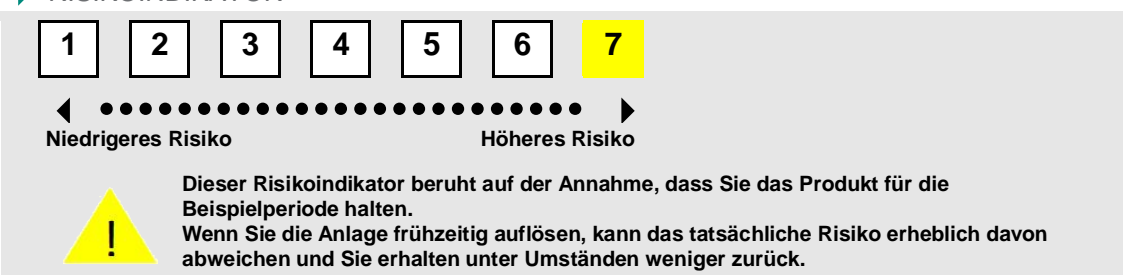 RISIKOINDIKATOR
1 2 3 4 5 6 7
Niedrigeres Risiko Höheres Risiko
Dieser Risikoindikator beruht auf der Annahme, dass Sie das Produkt für die
Beispielperiode halten.
Wenn Sie die Anlage frühzeitig auflösen, kann das tatsächliche Risiko erheblich davon
abweichen und Sie erhalten unter Umständen weniger zurück.
!